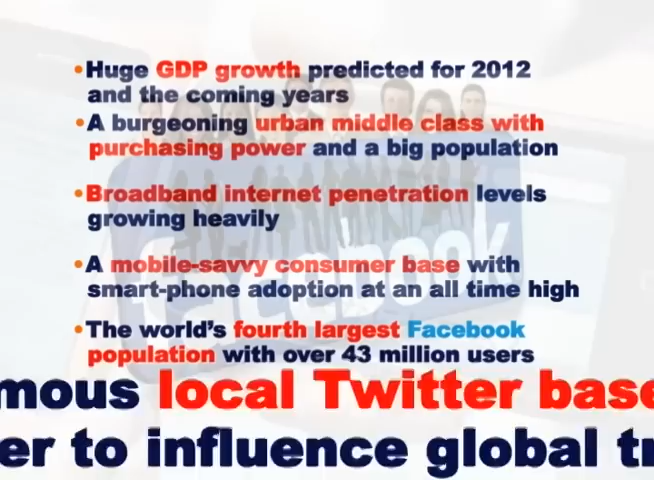 •Huge GDP growth predicted for 2012
and the coming years
•A burgeoning urban middle class with
purchasing power and a big population
•Broadband internet penetration levels
growing heavily
•A mobile-savvy consumer base with
smart-phone adoption at an all time high
•The world's fourth largest Facebook
population with over 43 million users
mous local Twitter base
er to influence global tr
facebook